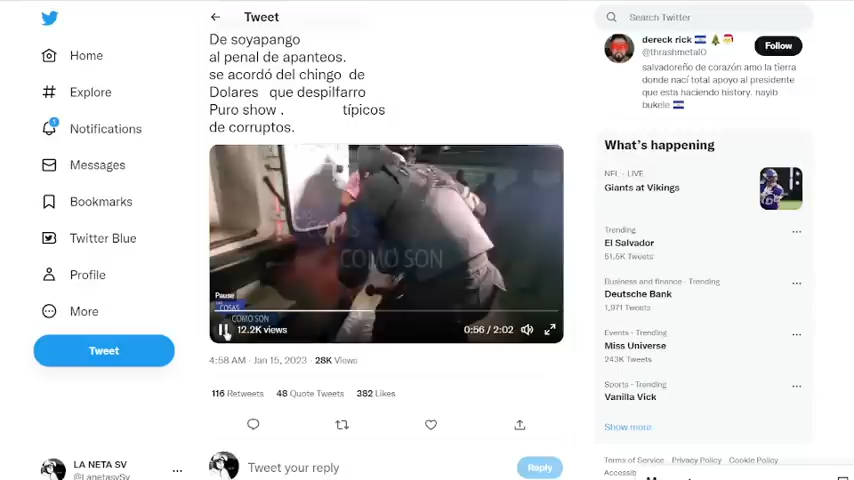 Tweet
Search Twitter
Home
Explore
1
Notifications
Messages
Bookmarks
Twitter Blue
Profile
More
Tweet
LA NETA SV
@LanetasvSv
De soyapango
al penal de apanteos.
se acordó del chingo de
Dolares que despilfarro
Puro show . típicos
de corruptos.
COMO SON
Pause
COSAS
COMO SON
12.2K views
0:56 / 2:02
4:58 AM · Jan 15, 2023 · 28K Views
116 Retweets 48 Quote Tweets 382 Likes
Tweet your reply
Reply
dereck rick
@thrashmetal0
Follow
salvadoreño de corazón amo la tierra
donde nací total apoyo al presidente
que esta haciendo history. nayib
bukele
What's happening
NFL · LIVE
Giants at Vikings
Trending
El Salvador
51.5K Tweets
Business and finance · Trending
Deutsche Bank
1,971 Tweets
Events · Trending
Miss Universe
243K Tweets
Sports · Trending
Vanilla Vick
Show more
Terms of Service Privacy Policy Cookie Policy